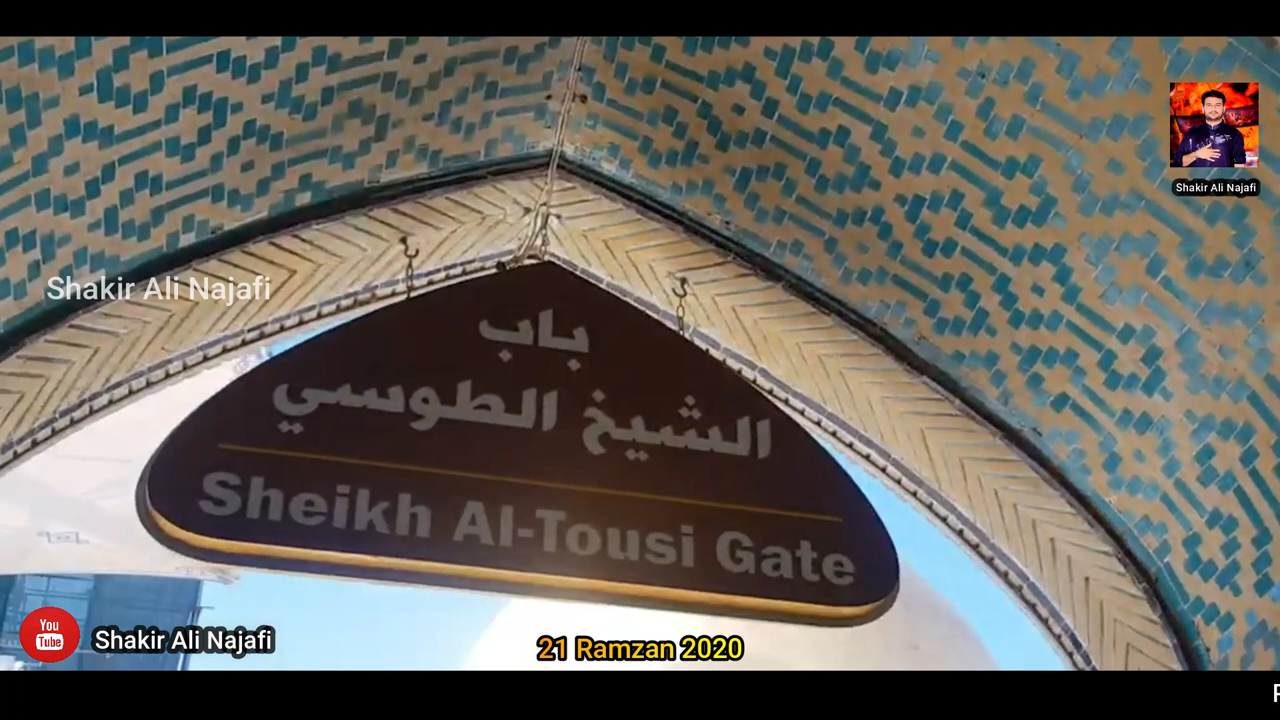 Shakir Ali Najafi
Shakir Ali Najafi
باب
الشيخ الطوسي
Sheikh Al-Tousi Gate
You
Tube
Shakir Ali Najafi
21 Ramzan 2020